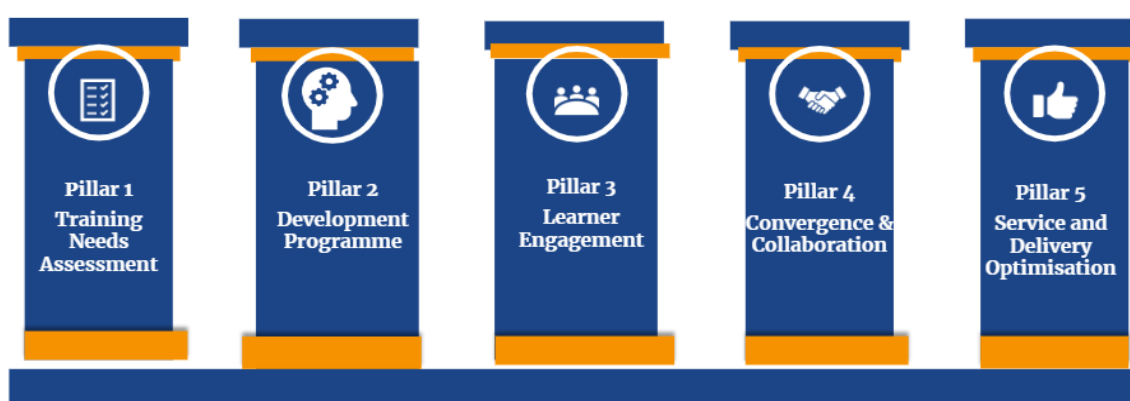 Pillar 1
Training
Needs
Assessment
Pillar 2
Development
Programme
Pillar 3
Learner
Engagement
Pillar 4
Convergence &
Collaboration
Pillar 5
Service and
Delivery
Optimisation